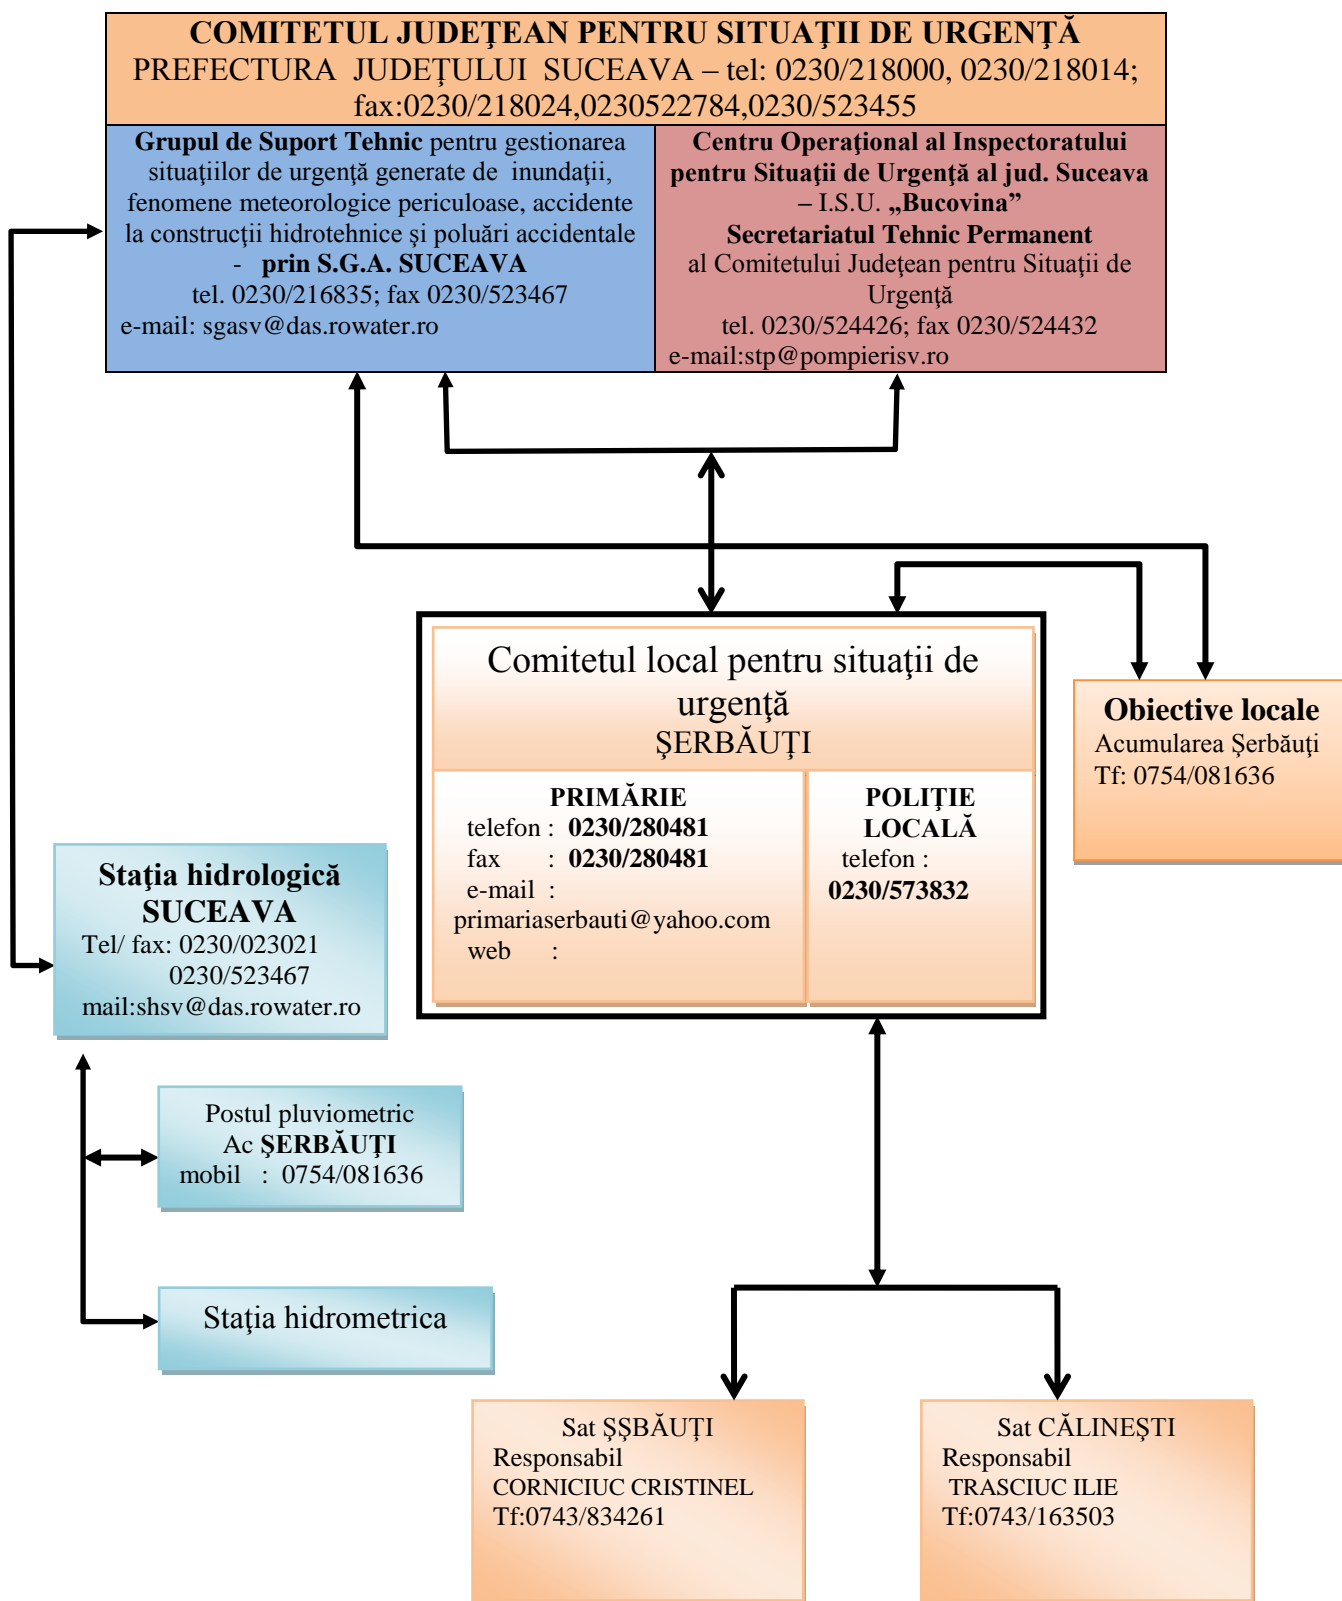 COMITETUL JUDEŢEAN PENTRU SITUAŢII DE URGENŢĂ
PREFECTURA JUDEŢULUI SUCEAVA – tel: 0230/218000, 0230/218014;
fax:0230/218024,0230522784,0230/523455
Grupul de Suport Tehnic pentru gestionarea
situaţiilor de urgenţă generate de inundaţii,
fenomene meteorologice periculoase, accidente
la construcţii hidrotehnice şi poluări accidentale
- prin S.G.A. SUCEAVA
tel. 0230/216835; fax 0230/523467
e-mail: sgasv@das.rowater.ro
Centru Operaţional al Inspectoratului
pentru Situaţii de Urgenţă al jud. Suceava
– I.S.U. „Bucovina”
Secretariatul Tehnic Permanent
al Comitetului Judeţean pentru Situaţii de
Urgenţă
tel. 0230/524426; fax 0230/524432
e-mail:stp@pompierisv.ro
Comitetul local pentru situaţii de
urgenţă
ŞERBĂUŢI
PRIMĂRIE
telefon : 0230/280481
fax : 0230/280481
e-mail :
primariaserbauti@yahoo.com
web :
POLIŢIE
LOCALĂ
telefon :
0230/573832
Obiective locale
Acumularea Şerbăuţi
Tf: 0754/081636
Staţia hidrologică
SUCEAVA
Tel/ fax: 0230/023021
0230/523467
mail:shsv@das.rowater.ro
Postul pluviometric
Ac ŞERBĂUŢI
mobil : 0754/081636
Staţia hidrometrica
Sat ŞŞBĂUŢI
Responsabil
CORNICIUC CRISTINEL
Tf:0743/834261
Sat CĂLINEŞTI
Responsabil
TRASCIUC ILIE
Tf:0743/163503